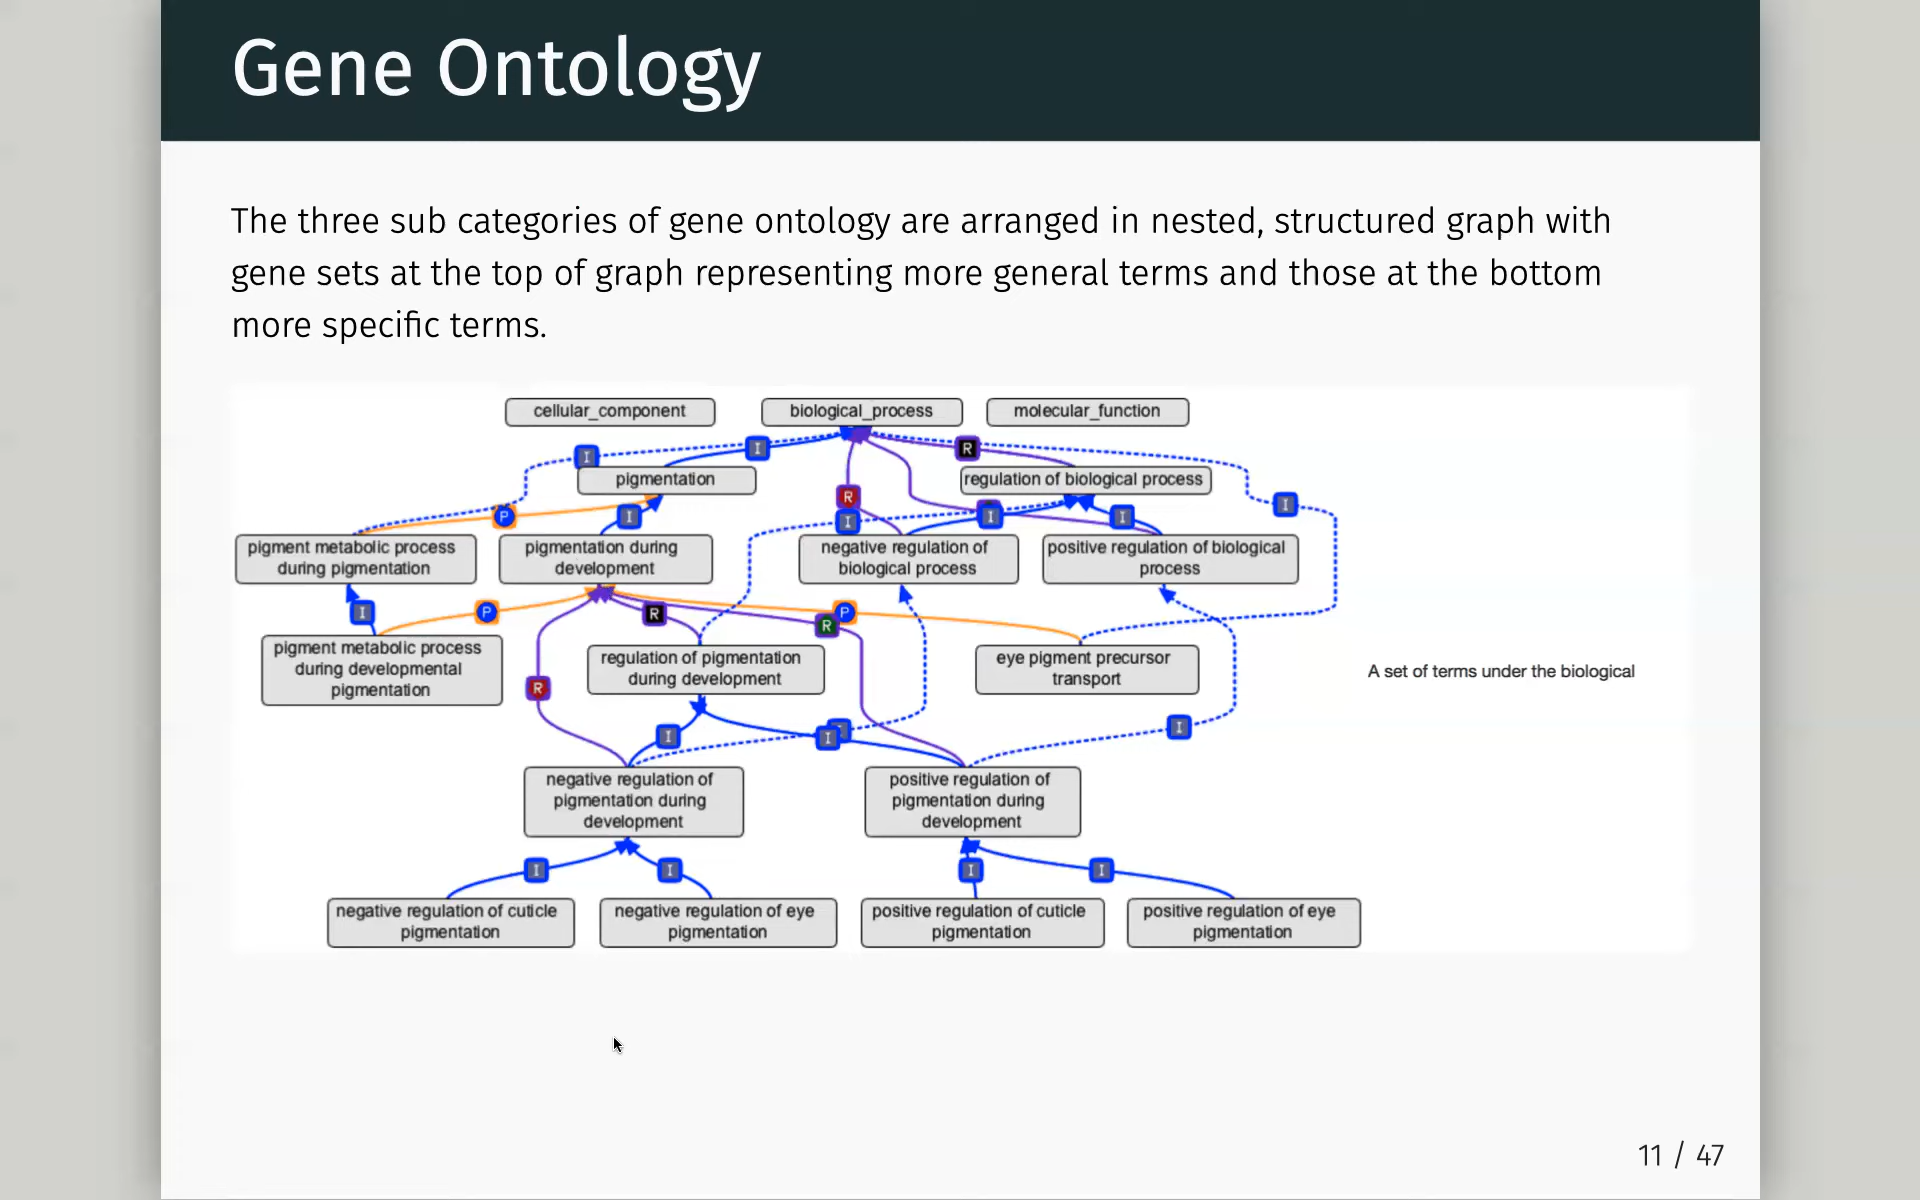 Gene Ontology
The three sub categories of gene ontology are arranged in nested, structured graph with
gene sets at the top of graph representing more general terms and those at the bottom
more specific terms.
cellular_component
biological_process
molecular_function
I
I
R
pigmentation
regulation of biological process
R
I
P
I
I
I
I
pigment metabolic process
during pigmentation
pigmentation during
development
negative regulation of
biological process
positive regulation of biological
process
I
P
R
P
R
pigment metabolic process
during developmental
pigmentation
regulation of pigmentation
during development
eye pigment precursor
transport
A set of terms under the biological
R
I
I
I
negative regulation of
pigmentation during
development
positive regulation of
pigmentation during
development
I
I
I
I
negative regulation of cuticle
pigmentation
negative regulation of eye
pigmentation
positive regulation of cuticle
pigmentation
positive regulation of eye
pigmentation
11 / 47